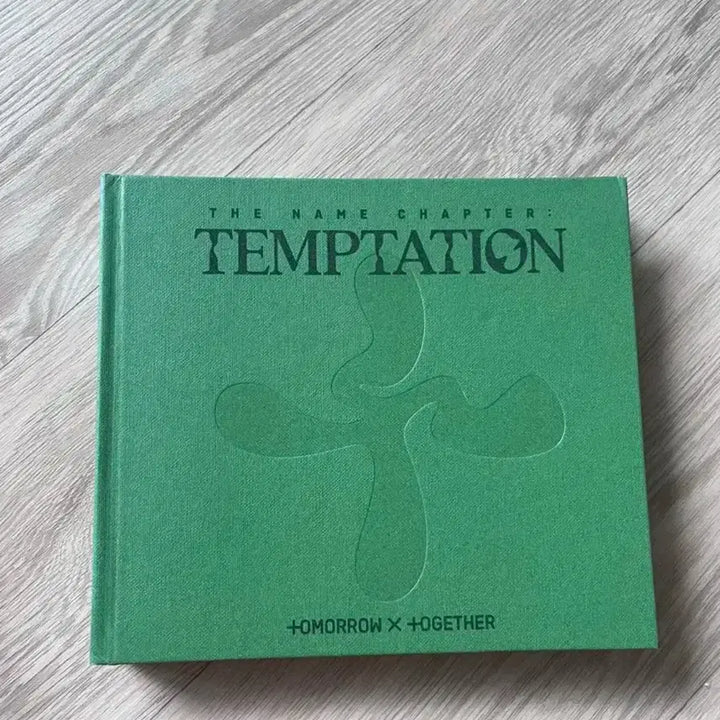 THE NAME CHAPTER:
TEMPTATION
TOMORROW X TOGETHER